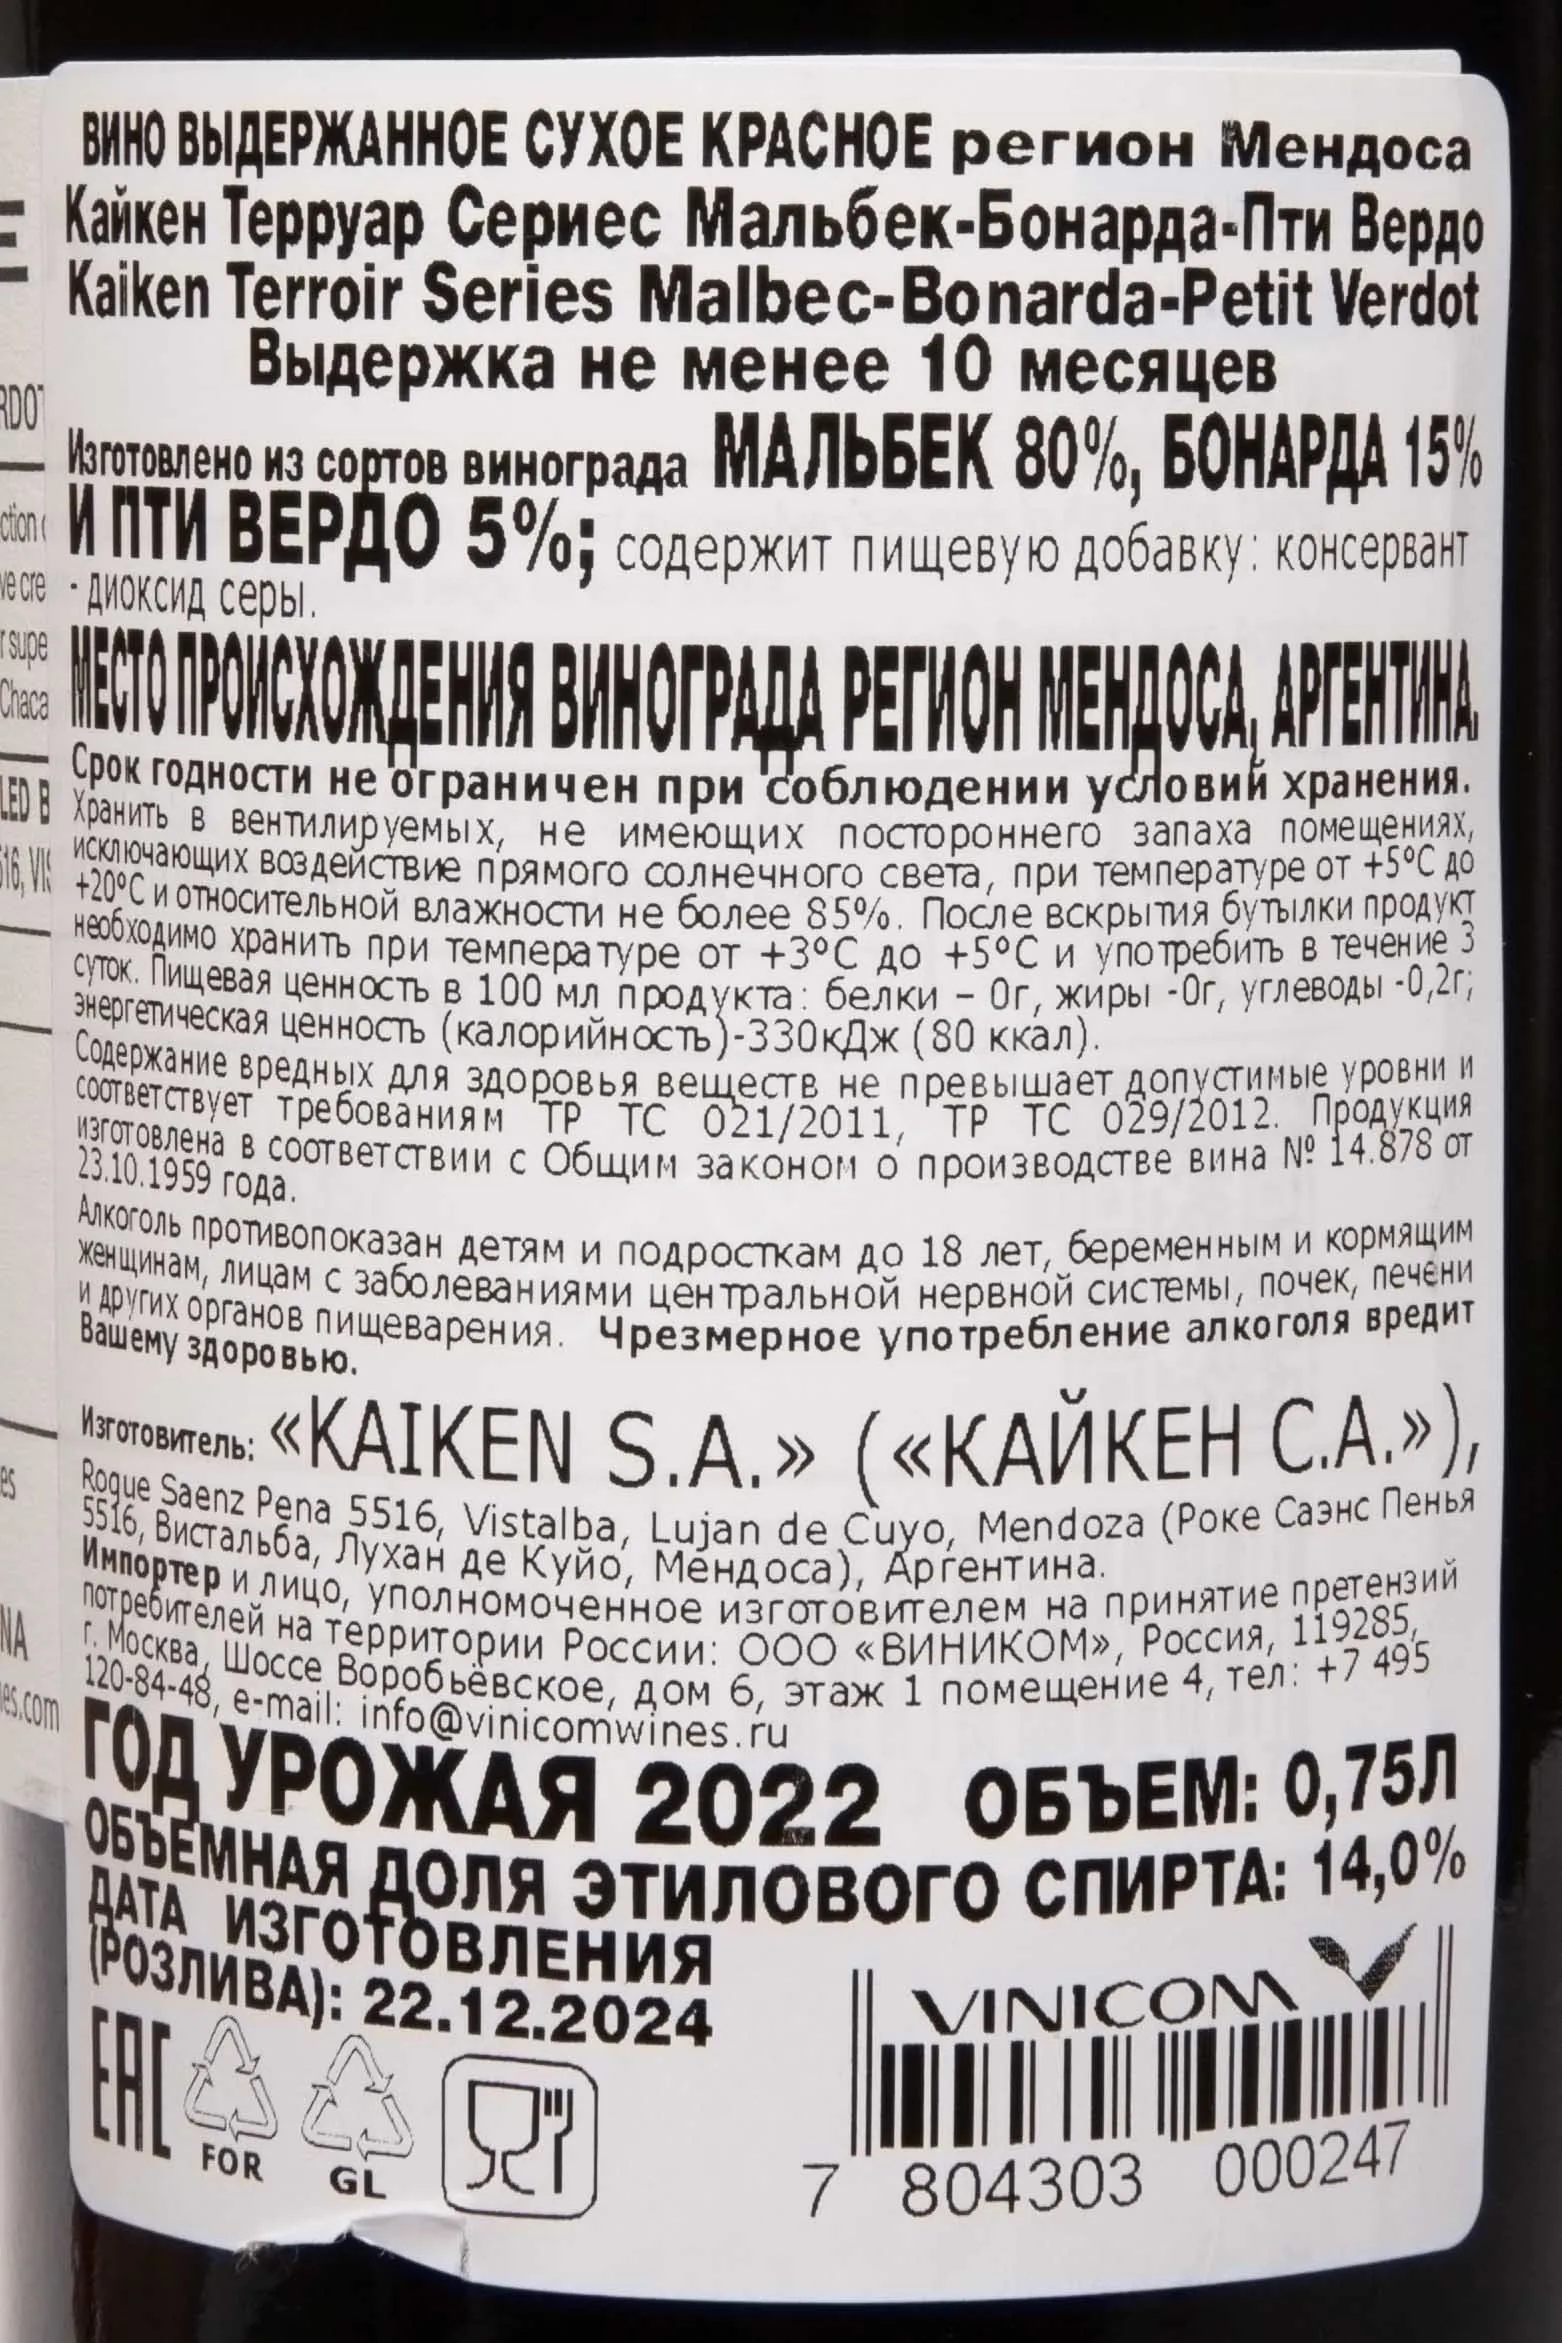 ВИНО ВЫДЕРЖАННОЕ СУХОЕ КРАСНОЕ регион Мендоса
Кайкен Терруар Сериес Мальбек-Бонарда-Пти Вердо
Kaiken Terroir Series Malbec-Bonarda-Petit Verdot
Выдержка не менее 10 месяцев
Изготовлено из сортов винограда МАЛЬБЕК 80%, БОНАРДА 15%
И ПТИ ВЕРДО 5%; содержит пищевую добавку: консервант
- диоксид серы.
МЕСТО ПРОИСХОЖДЕНИЯ ВИНОГРАДА РЕГИОН МЕНДОСА, АРГЕНТИНА.
Срок годности не ограничен при соблюдении условий хранения.
Хранить в вентилируемых, не имеющих постороннего запаха помещениях,
исключающих воздействие прямого солнечного света, при температуре от +5°С до
+20°С и относительной влажности не более 85%. После вскрытия бутылки продукт
необходимо хранить при температуре от +3°С до +5°С и употребить в течение 3
суток. Пищевая ценность в 100 мл продукта: белки – 0г, жиры -0г, углеводы -0,2г;
энергетическая ценность (калорийность)-330кДж (80 ккал).
Содержание вредных для здоровья веществ не превышает допустимые уровни и
соответствует требованиям ТР ТС 021/2011, ТР ТС 029/2012. Продукция
изготовлена в соответствии с Общим законом о производстве вина № 14.878 от
23.10.1959 года.
Алкоголь противопоказан детям и подросткам до 18 лет, беременным и кормящим
женщинам, лицам с заболеваниями центральной нервной системы, почек, печени
и других органов пищеварения. Чрезмерное употребление алкоголя вредит
Вашему здоровью.
Изготовитель: «KAIKEN S.A.» («КАЙКЕН С.А.»),
Roque Saenz Pena 5516, Vistalba, Lujan de Cuyo, Mendoza (Роке Саэнс Пенья
5516, Вистальба, Лухан де Куйо, Мендоса), Аргентина.
Импортер и лицо, уполномоченное изготовителем на принятие претензий
потребителей на территории России: ООО «ВИНИКОМ», Россия, 119285,
г. Москва, Шоссе Воробьёвское, дом 6, этаж 1 помещение 4, тел: +7 495
120-84-48, e-mail: info@vinicomwines.ru
ГОД УРОЖАЯ 2022 ОБЪЕМ: 0,75Л
ОБЪЕМНАЯ ДОЛЯ ЭТИЛОВОГО СПИРТА: 14,0%
ДАТА ИЗГОТОВЛЕНИЯ
(РОЗЛИВА): 22.12.2024
VINICOM
EAC
FOR
GL
7 804303 000247